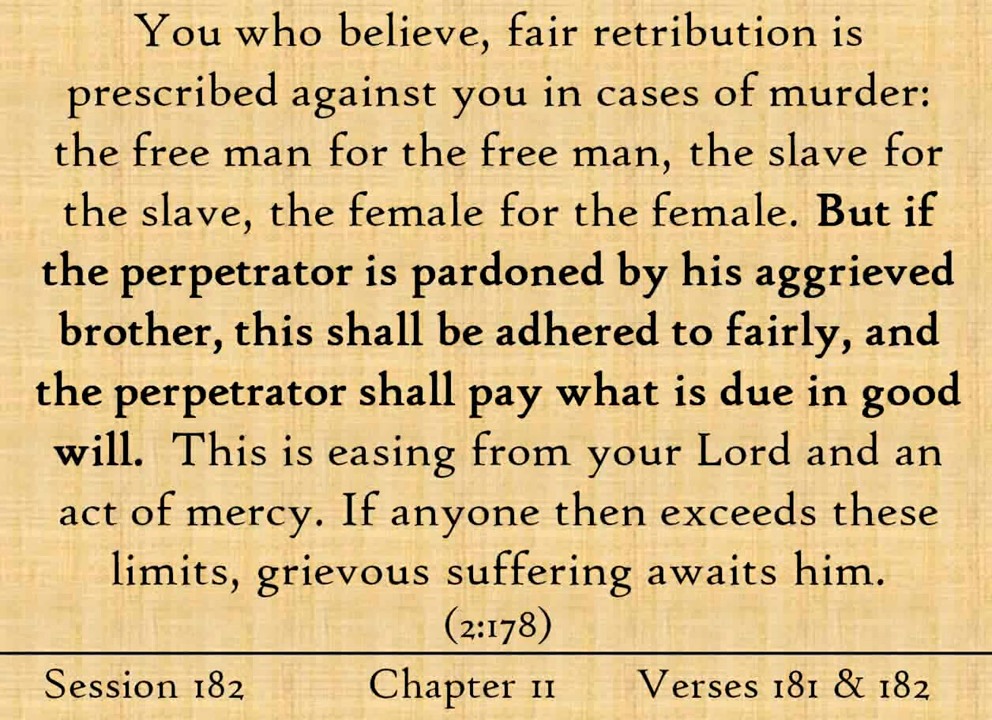 You who believe, fair retribution is
prescribed against you in cases of murder:
the free man for the free man, the slave for
the slave, the female for the female. But if
the perpetrator is pardoned by his aggrieved
brother, this shall be adhered to fairly, and
the perpetrator shall pay what is due in good
will. This is easing from your Lord and an
act of mercy. If anyone then exceeds these
limits, grievous suffering awaits him.
(2:178)
Session 182 Chapter 11 Verses 181 & 182